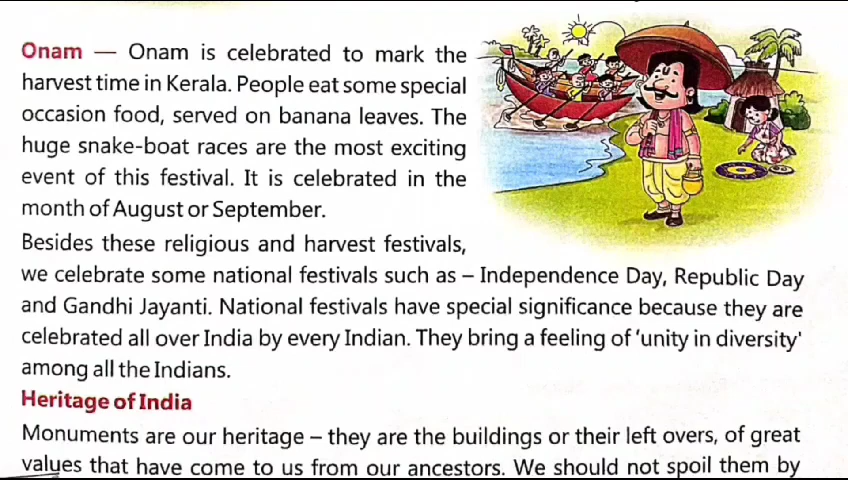 Onam — Onam is celebrated to mark the
harvest time in Kerala. People eat some special
occasion food, served on banana leaves. The
huge snake-boat races are the most exciting
event of this festival. It is celebrated in the
month of August or September.
Besides these religious and harvest festivals,
we celebrate some national festivals such as – Independence Day, Republic Day
and Gandhi Jayanti. National festivals have special significance because they are
celebrated all over India by every Indian. They bring a feeling of 'unity in diversity'
among all the Indians.
Heritage of India
Monuments are our heritage – they are the buildings or their left overs, of great
values that have come to us from our ancestors. We should not spoil them by